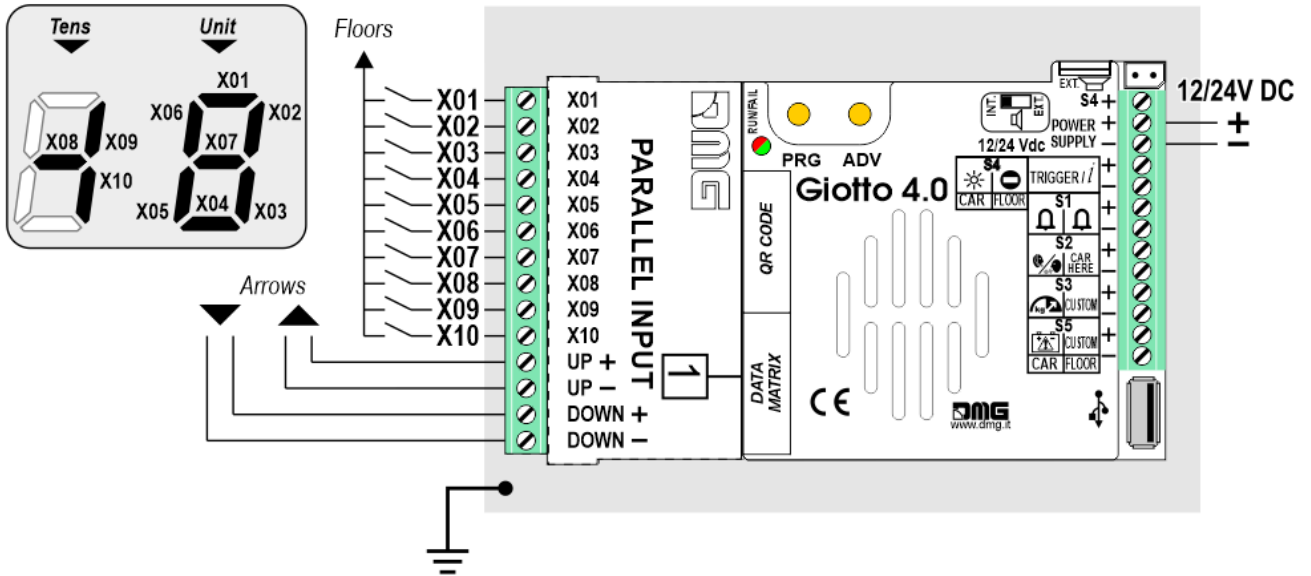 Tens Unit
X01
X06 X02
X08 X09 X07
X10
X05 X04 X03
Floors
X01
X02
X03
X04
X05
X06
X07
X08
X09
X10
Arrows
X01
X02
X03
X04
X05
X06
X07
X08
X09
X10
UP +
UP −
DOWN +
DOWN −
PARALLEL INPUT
1
DMG
RUN/FAIL
PRG ADV
Giotto 4.0
QR CODE
DATA
MATRIX
CE
DMG
www.dmg.it
EXT.
INT. EXT.
S4 +
POWER +
SUPPLY −
12/24 Vdc
12/24V DC
+
−
S4
CAR FLOOR
TRIGGER i i +
−
S1 +
−
S2 +
CAR
HERE −
S3 +
kg CUSTOM
−
S5 +
CUSTOM
−
CAR FLOOR